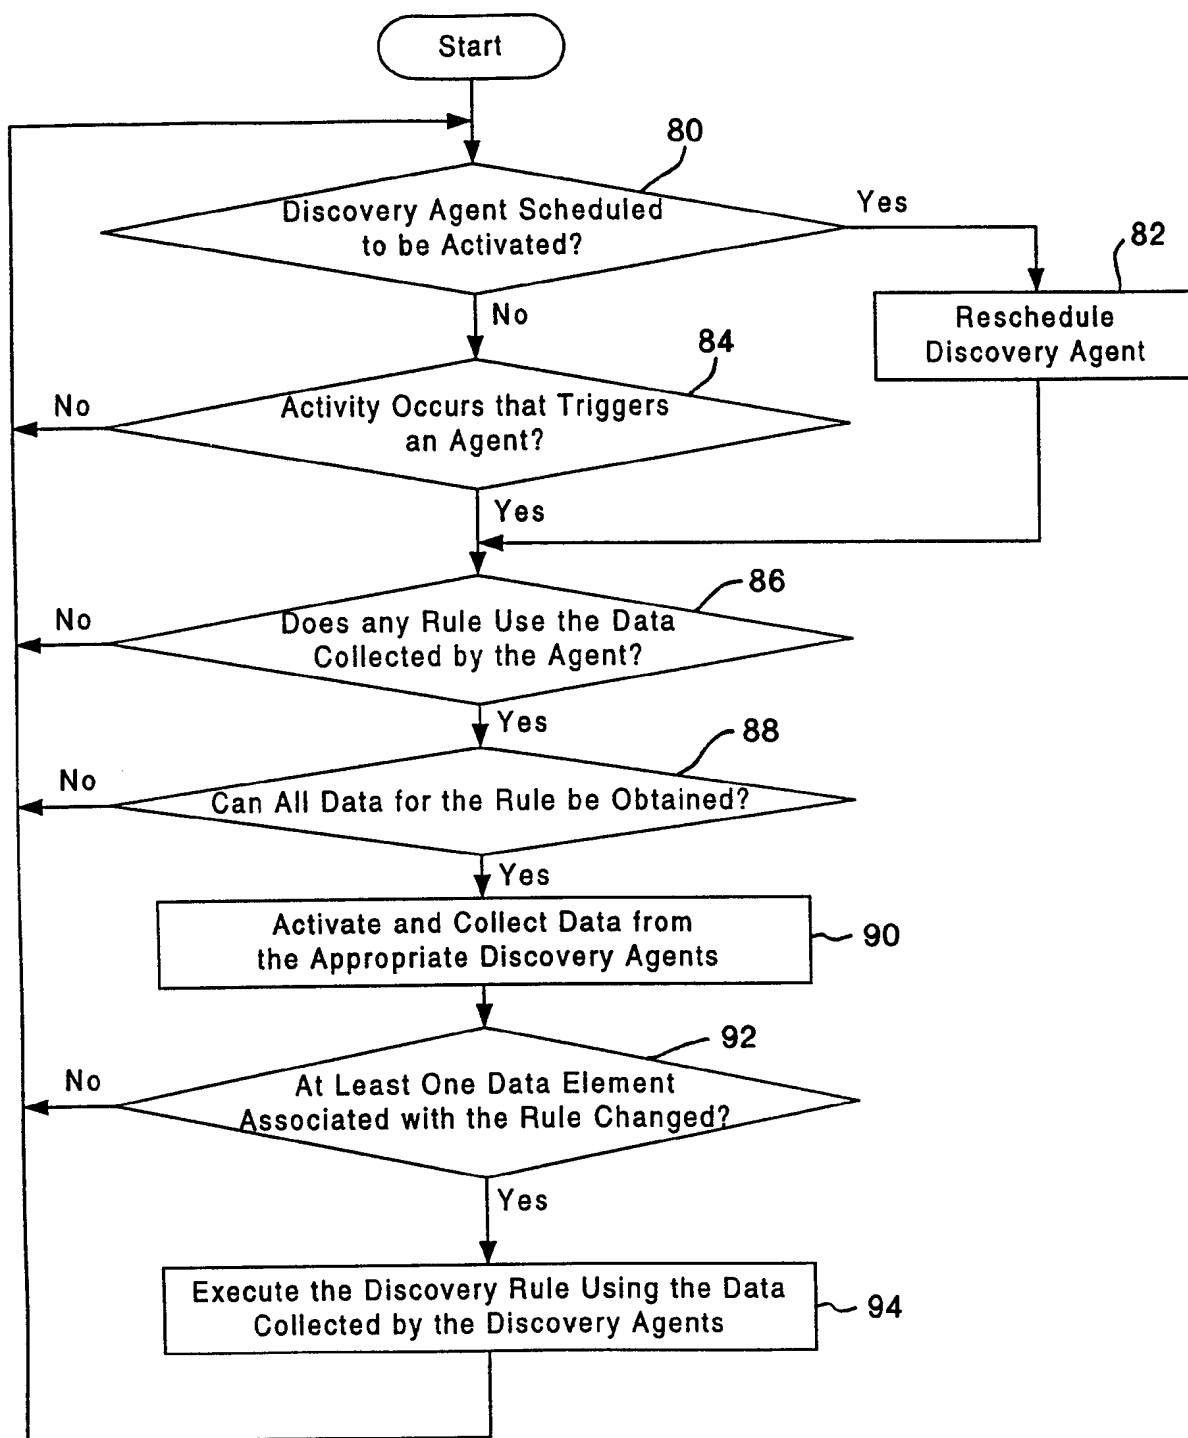 Start
80
Discovery Agent Scheduled
to be Activated?
Yes
82
Reschedule
Discovery Agent
No
84
Activity Occurs that Triggers
an Agent?
No
Yes
86
Does any Rule Use the Data
Collected by the Agent?
No
Yes
88
Can All Data for the Rule be Obtained?
No
Yes
Activate and Collect Data from
the Appropriate Discovery Agents
90
92
At Least One Data Element
Associated with the Rule Changed?
No
Yes
Execute the Discovery Rule Using the Data
Collected by the Discovery Agents
94